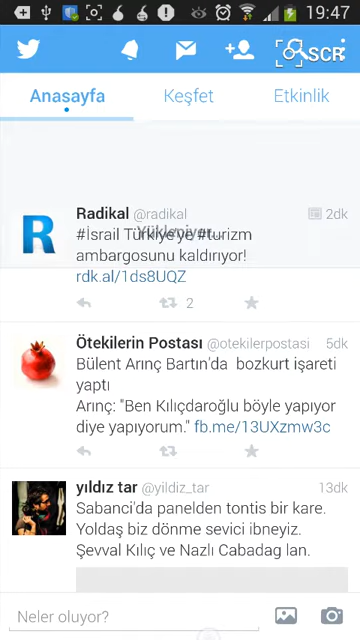 19:47
SCR
Anasayfa
Keşfet
Etkinlik
Yükleniyor...
Radikal @radikal
2dk
#İsrail Türkiye'ye #turizm
ambargosunu kaldırıyor!
rdk.al/1ds8UQZ
2
Ötekilerin Postası @otekilerpostasi
5dk
Bülent Arınç Bartın'da bozkurt işareti
yaptı
Arınç: "Ben Kılıçdaroğlu böyle yapıyor
diye yapıyorum." fb.me/13UXzmw3c
yıldız tar @yildiz_tar
13dk
Sabanci'da panelden tontis bir kare.
Yoldaş biz dönme sevici ibneyiz.
Şevval Kılıç ve Nazlı Cabadag lan.
Neler oluyor?